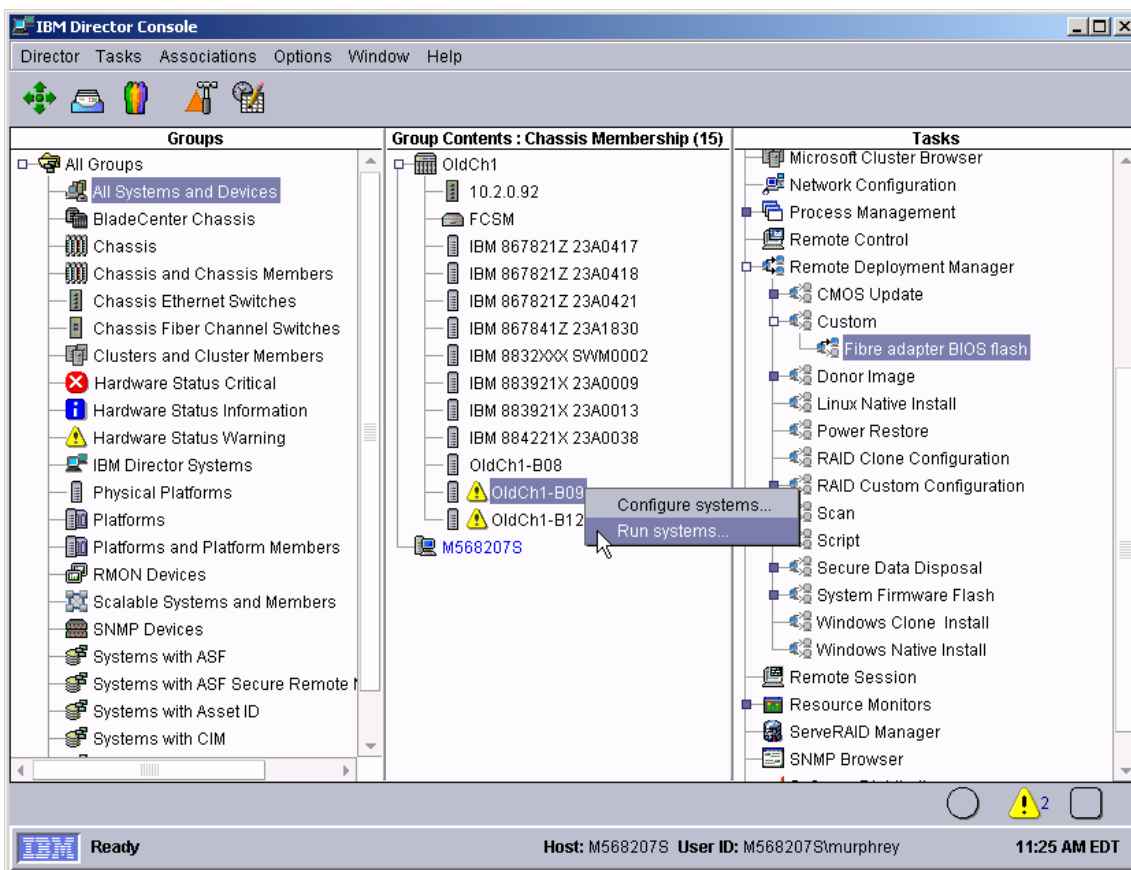 IBM Director Console
Director Tasks Associations Options Window Help
Groups
All Groups
All Systems and Devices
BladeCenter Chassis
Chassis
Chassis and Chassis Members
Chassis Ethernet Switches
Chassis Fiber Channel Switches
Clusters and Cluster Members
Hardware Status Critical
Hardware Status Information
Hardware Status Warning
IBM Director Systems
Physical Platforms
Platforms
Platforms and Platform Members
RMON Devices
Scalable Systems and Members
SNMP Devices
Systems with ASF
Systems with ASF Secure Remote
Systems with Asset ID
Systems with CIM
Group Contents : Chassis Membership (15)
OldCh1
10.2.0.92
FCSM
IBM 867821Z 23A0417
IBM 867821Z 23A0418
IBM 867821Z 23A0421
IBM 867841Z 23A1830
IBM 8832XXX SWM0002
IBM 883921X 23A0009
IBM 883921X 23A0013
IBM 884221X 23A0038
OldCh1-B08
OldCh1-B09
OldCh1-B12
M568207S
Configure systems...
Run systems...
Tasks
Microsoft Cluster Browser
Network Configuration
Process Management
Remote Control
Remote Deployment Manager
CMOS Update
Custom
Fibre adapter BIOS flash
Donor Image
Linux Native Install
Power Restore
RAID Clone Configuration
RAID Custom Configuration
Scan
Script
Secure Data Disposal
System Firmware Flash
Windows Clone Install
Windows Native Install
Remote Session
Resource Monitors
ServeRAID Manager
SNMP Browser
2
IBM Ready
Host: M568207S User ID: M568207S\murphrey
11:25 AM EDT